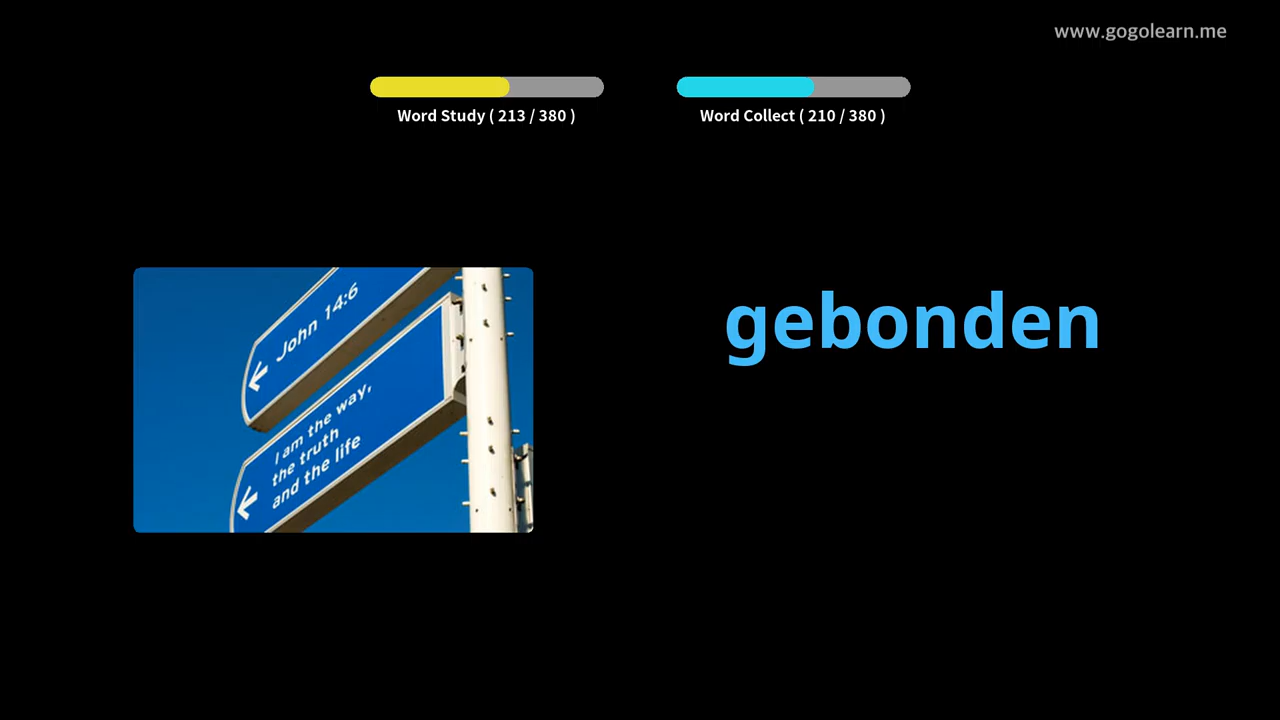 www.gogolearn.me
Word Study ( 213 / 380 )
Word Collect ( 210 / 380 )
John 14:6
I am the way,
the truth
and the life
gebonden